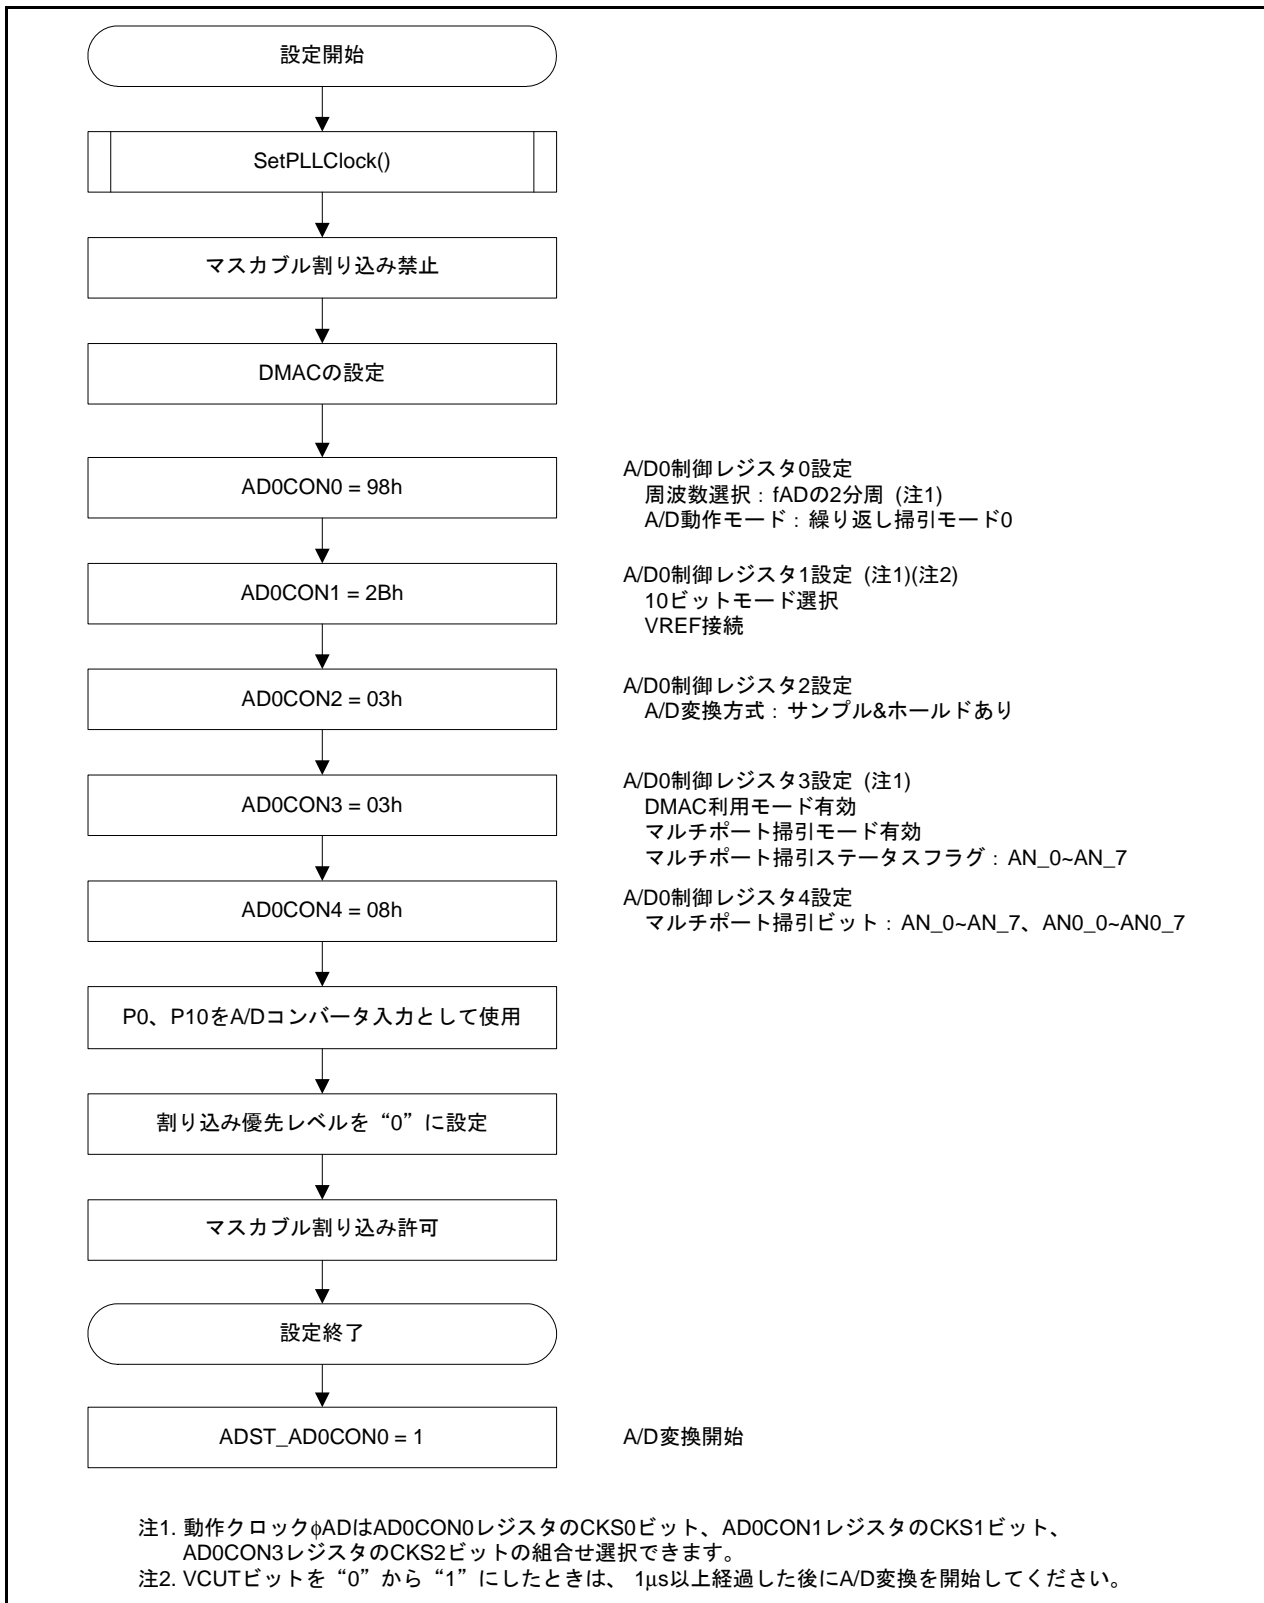 設定開始
SetPLLClock()
マスカブル割り込み禁止
DMACの設定
AD0CON0 = 98h
A/D0制御レジスタ0設定
周波数選択：fADの2分周 (注1)
A/D動作モード：繰り返し掃引モード0
AD0CON1 = 2Bh
A/D0制御レジスタ1設定 (注1)(注2)
10ビットモード選択
VREF接続
AD0CON2 = 03h
A/D0制御レジスタ2設定
A/D変換方式：サンプル&ホールドあり
AD0CON3 = 03h
A/D0制御レジスタ3設定 (注1)
DMAC利用モード有効
マルチポート掃引モード有効
マルチポート掃引ステータスフラグ：AN_0~AN_7
AD0CON4 = 08h
A/D0制御レジスタ4設定
マルチポート掃引ビット：AN_0~AN_7、AN0_0~AN0_7
P0、P10をA/Dコンバータ入力として使用
割り込み優先レベルを“0”に設定
マスカブル割り込み許可
設定終了
ADST_AD0CON0 = 1
A/D変換開始
注1. 動作クロックφADはAD0CON0レジスタのCKS0ビット、AD0CON1レジスタのCKS1ビット、
AD0CON3レジスタのCKS2ビットの組合せ選択できます。
注2. VCUTビットを“0”から“1”にしたときは、 1μs以上経過した後にA/D変換を開始してください。